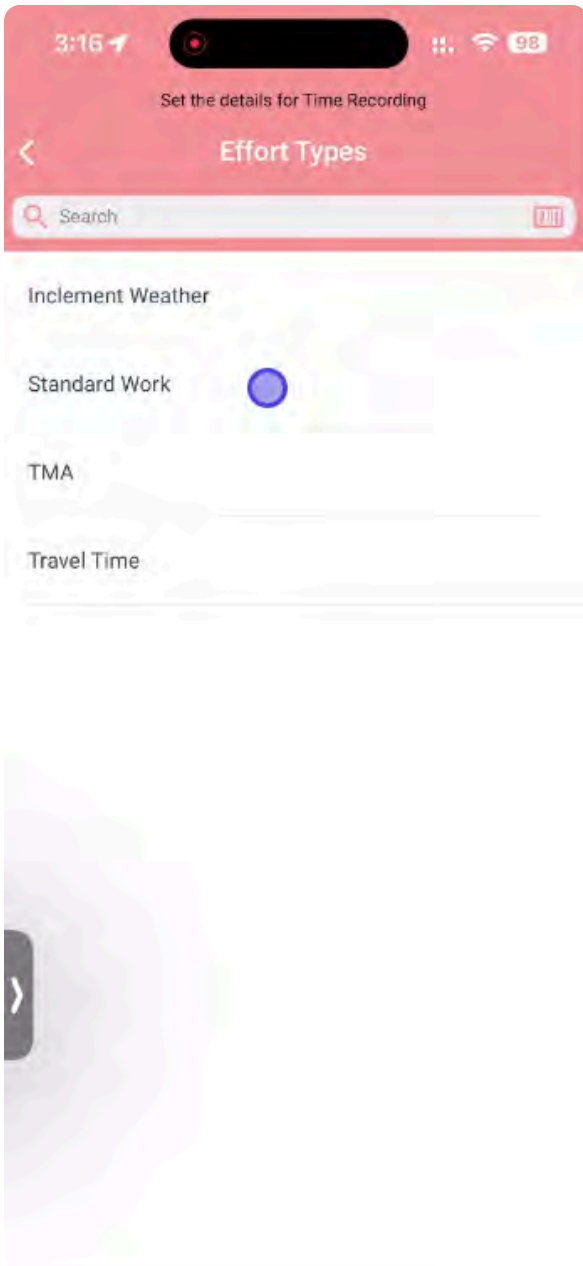 3:16
98
Set the details for Time Recording
Effort Types
Search
Inclement Weather
Standard Work
TMA
Travel Time